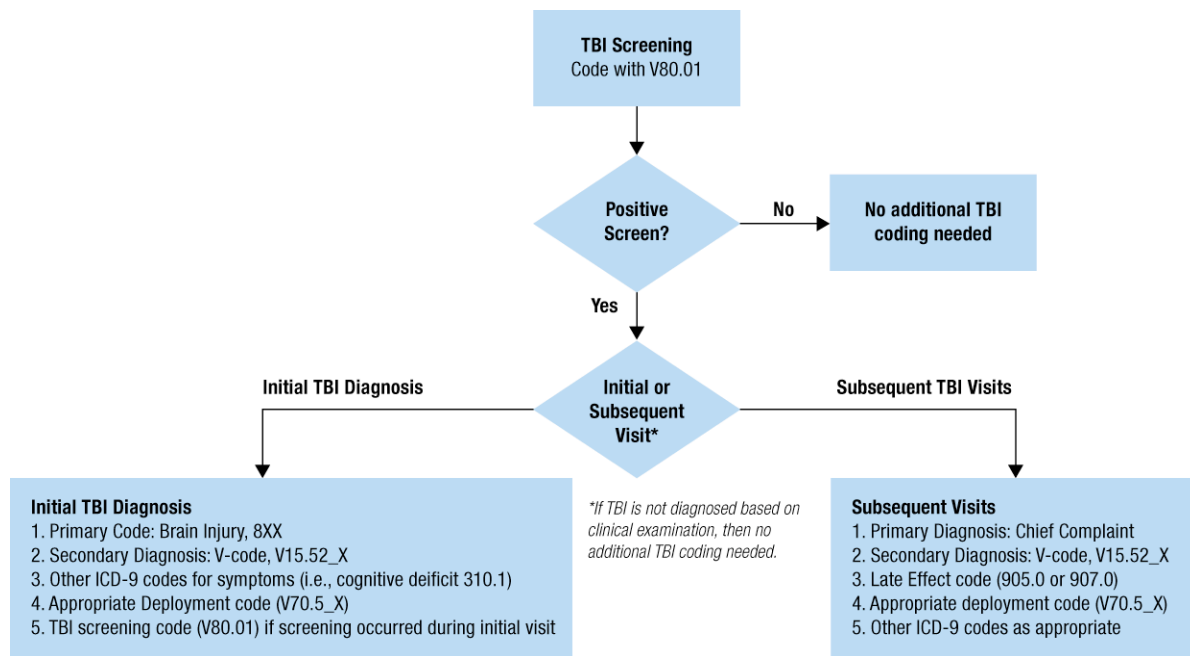 TBI Screening
Code with V80.01
Positive
Screen?
No
No additional TBI
coding needed
Yes
Initial TBI Diagnosis
Initial or
Subsequent
Visit*
Subsequent TBI Visits
Initial TBI Diagnosis
1. Primary Code: Brain Injury, 8XX
2. Secondary Diagnosis: V-code, V15.52_X
3. Other ICD-9 codes for symptoms (i.e., cognitive deificit 310.1)
4. Appropriate Deployment code (V70.5_X)
5. TBI screening code (V80.01) if screening occurred during initial visit
*If TBI is not diagnosed based on
clinical examination, then no
additional TBI coding needed.
Subsequent Visits
1. Primary Diagnosis: Chief Complaint
2. Secondary Diagnosis: V-code, V15.52_X
3. Late Effect code (905.0 or 907.0)
4. Appropriate deployment code (V70.5_X)
5. Other ICD-9 codes as appropriate